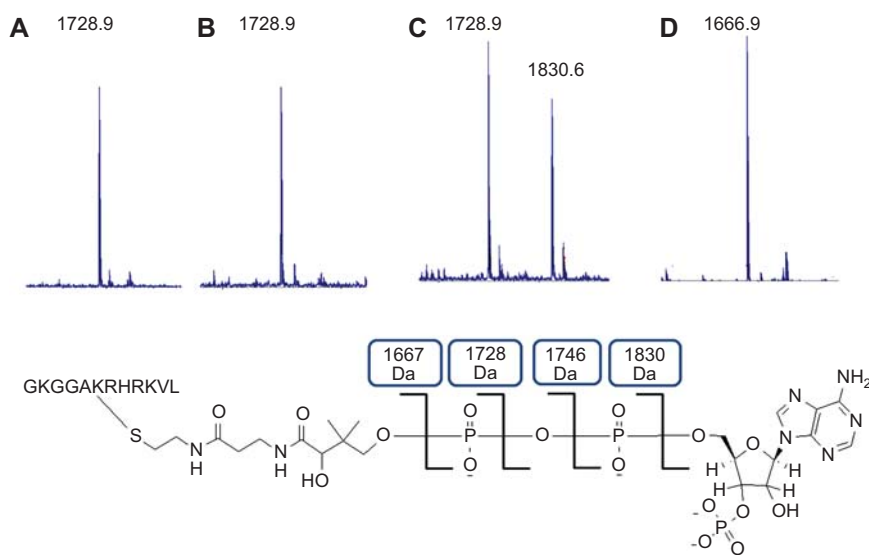 A 1728.9 B 1728.9 C 1728.9 D 1666.9
1830.6
1667 Da
1728 Da
1746 Da
1830 Da
GKGGAKRHRKVL
S
N
H
O
N
H
O
HO
O
O
P
O
-
O
O
P
O
-
O
O
H
H
H
H
OH
O
-O
P
-O
O
N
N
N
N
NH2